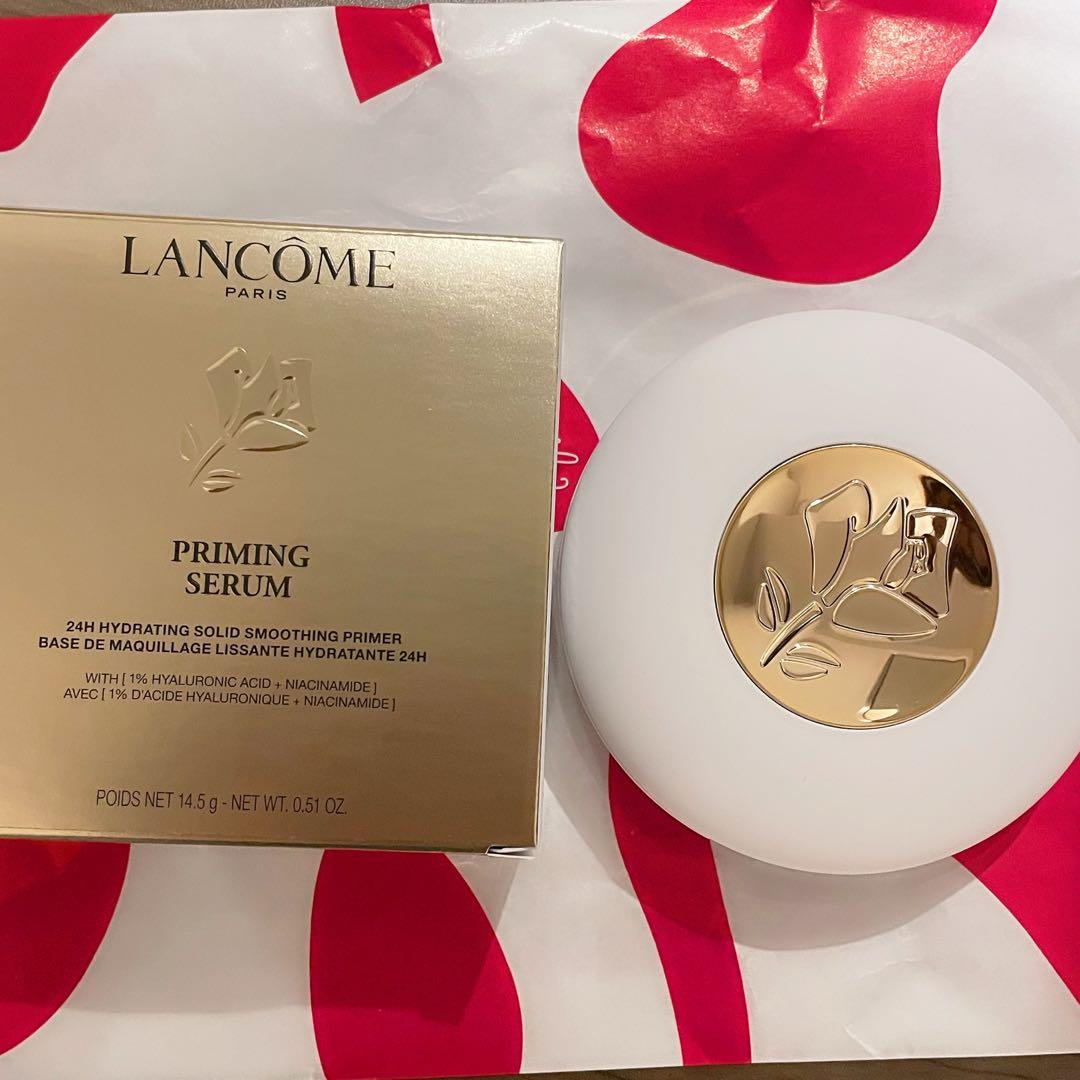 LANCÔME
PARIS
PRIMING
SERUM
24H HYDRATING SOLID SMOOTHING PRIMER
BASE DE MAQUILLAGE LISSANTE HYDRATANTE 24H
WITH [ 1% HYALURONIC ACID + NIACINAMIDE ]
AVEC [ 1% D'ACIDE HYALURONIQUE + NIACINAMIDE ]
POIDS NET 14.5 g - NET WT. 0.51 OZ.